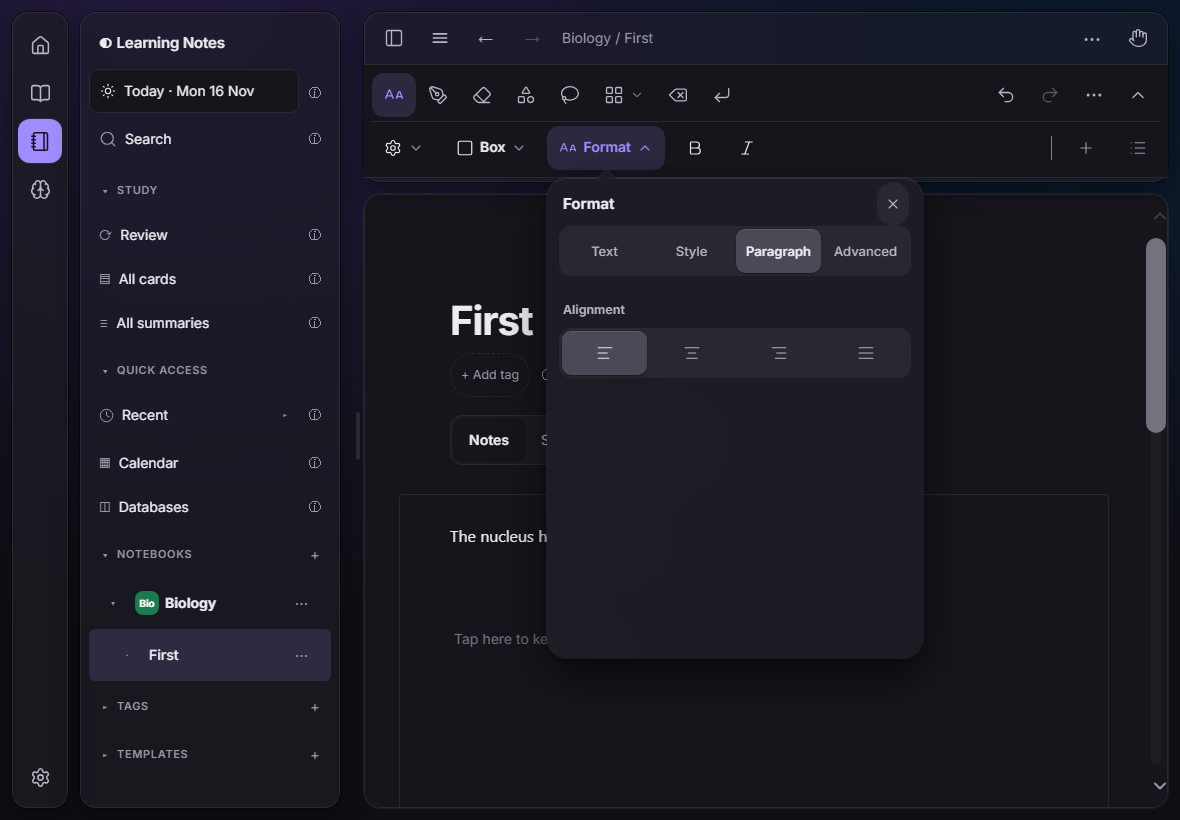 Learning Notes
Today · Mon 16 Nov
Search
STUDY
Review
All cards
All summaries
QUICK ACCESS
Recent
Calendar
Databases
NOTEBOOKS
Bio Biology
First
TAGS
TEMPLATES
Biology / First
AA
Box
AA Format
B I
Format
Text Style Paragraph Advanced
Alignment
First
+ Add tag
Notes S
The nucleus h
Tap here to ke